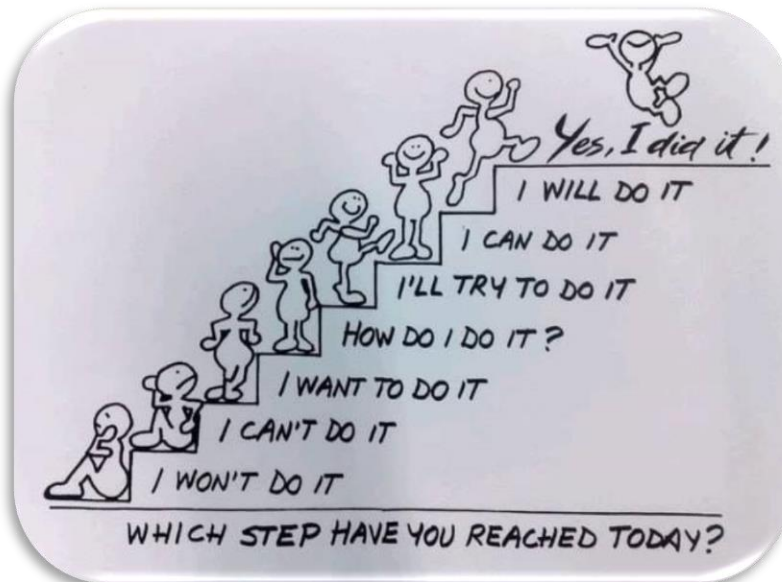 Yes, I did it!
I WILL DO IT
I CAN DO IT
I'LL TRY TO DO IT
HOW DO I DO IT?
I WANT TO DO IT
I CAN'T DO IT
I WON'T DO IT
WHICH STEP HAVE YOU REACHED TODAY?